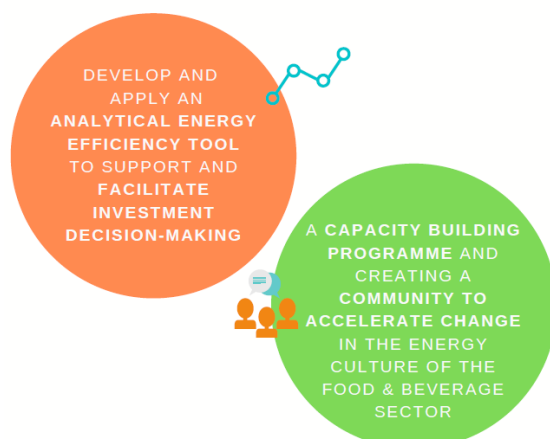 DEVELOP AND
APPLY AN
ANALYTICAL ENERGY
EFFICIENCY TOOL
TO SUPPORT AND
FACILITATE
INVESTMENT
DECISION-MAKING
A CAPACITY BUILDING
PROGRAMME AND
CREATING A
COMMUNITY TO
ACCELERATE CHANGE
IN THE ENERGY
CULTURE OF THE
FOOD & BEVERAGE
SECTOR